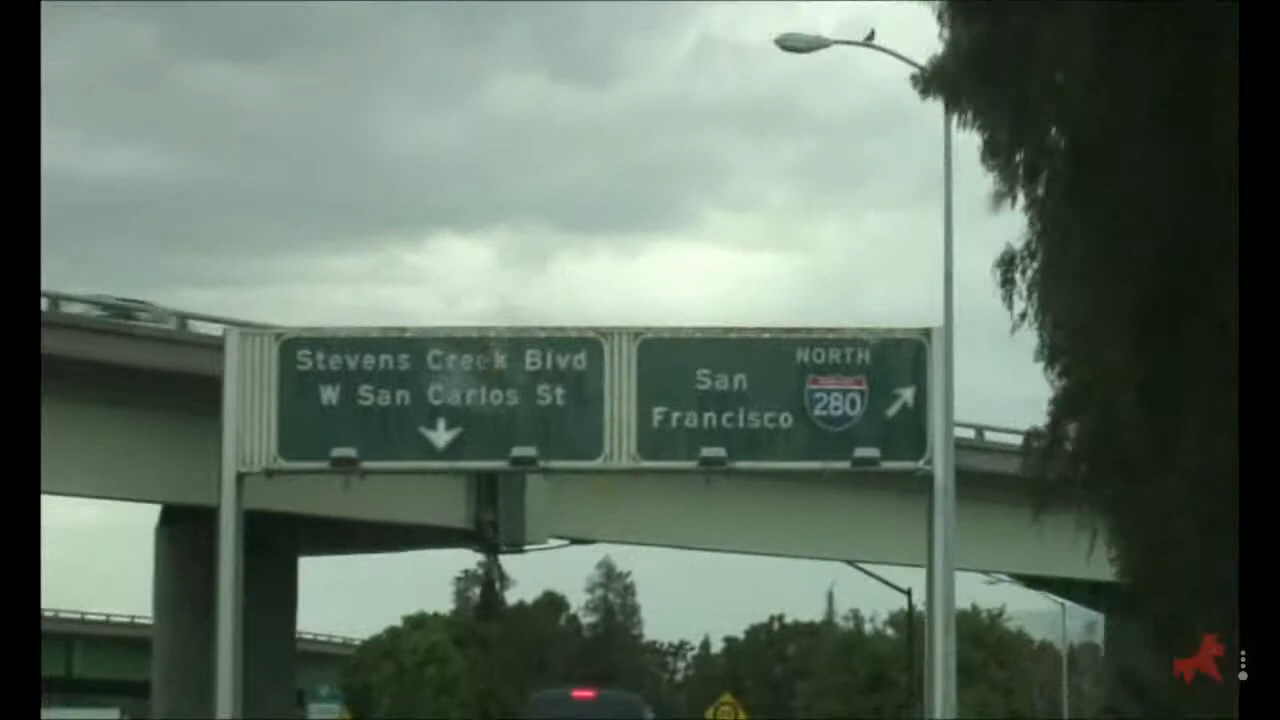 Stevens Creek Blvd
W San Carlos St
NORTH
San
Francisco
280